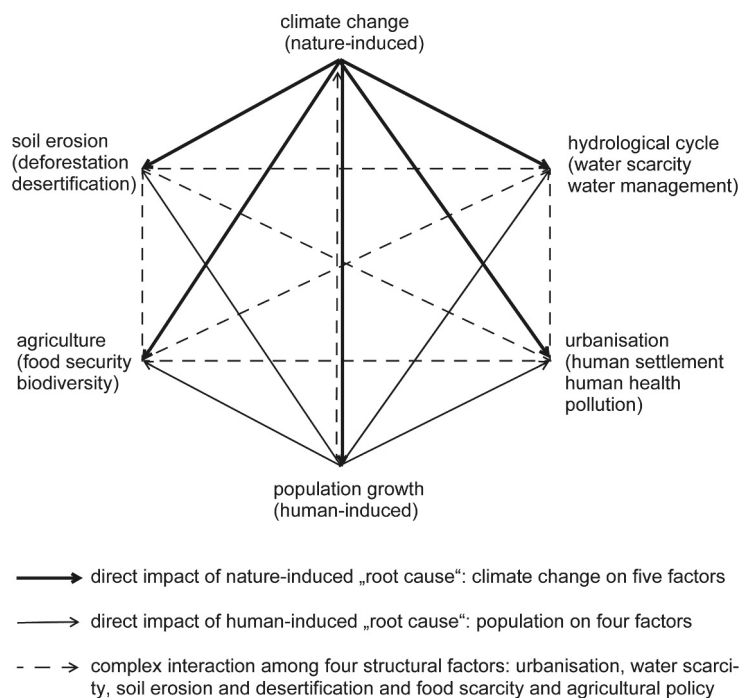 climate change
(nature-induced)
soil erosion
(deforestation
desertification)
hydrological cycle
(water scarcity
water management)
agriculture
(food security
biodiversity)
urbanisation
(human settlement
human health
pollution)
population growth
(human-induced)
direct impact of nature-induced „root cause“: climate change on five factors
direct impact of human-induced „root cause“: population on four factors
complex interaction among four structural factors: urbanisation, water scarci-
ty, soil erosion and desertification and food scarcity and agricultural policy